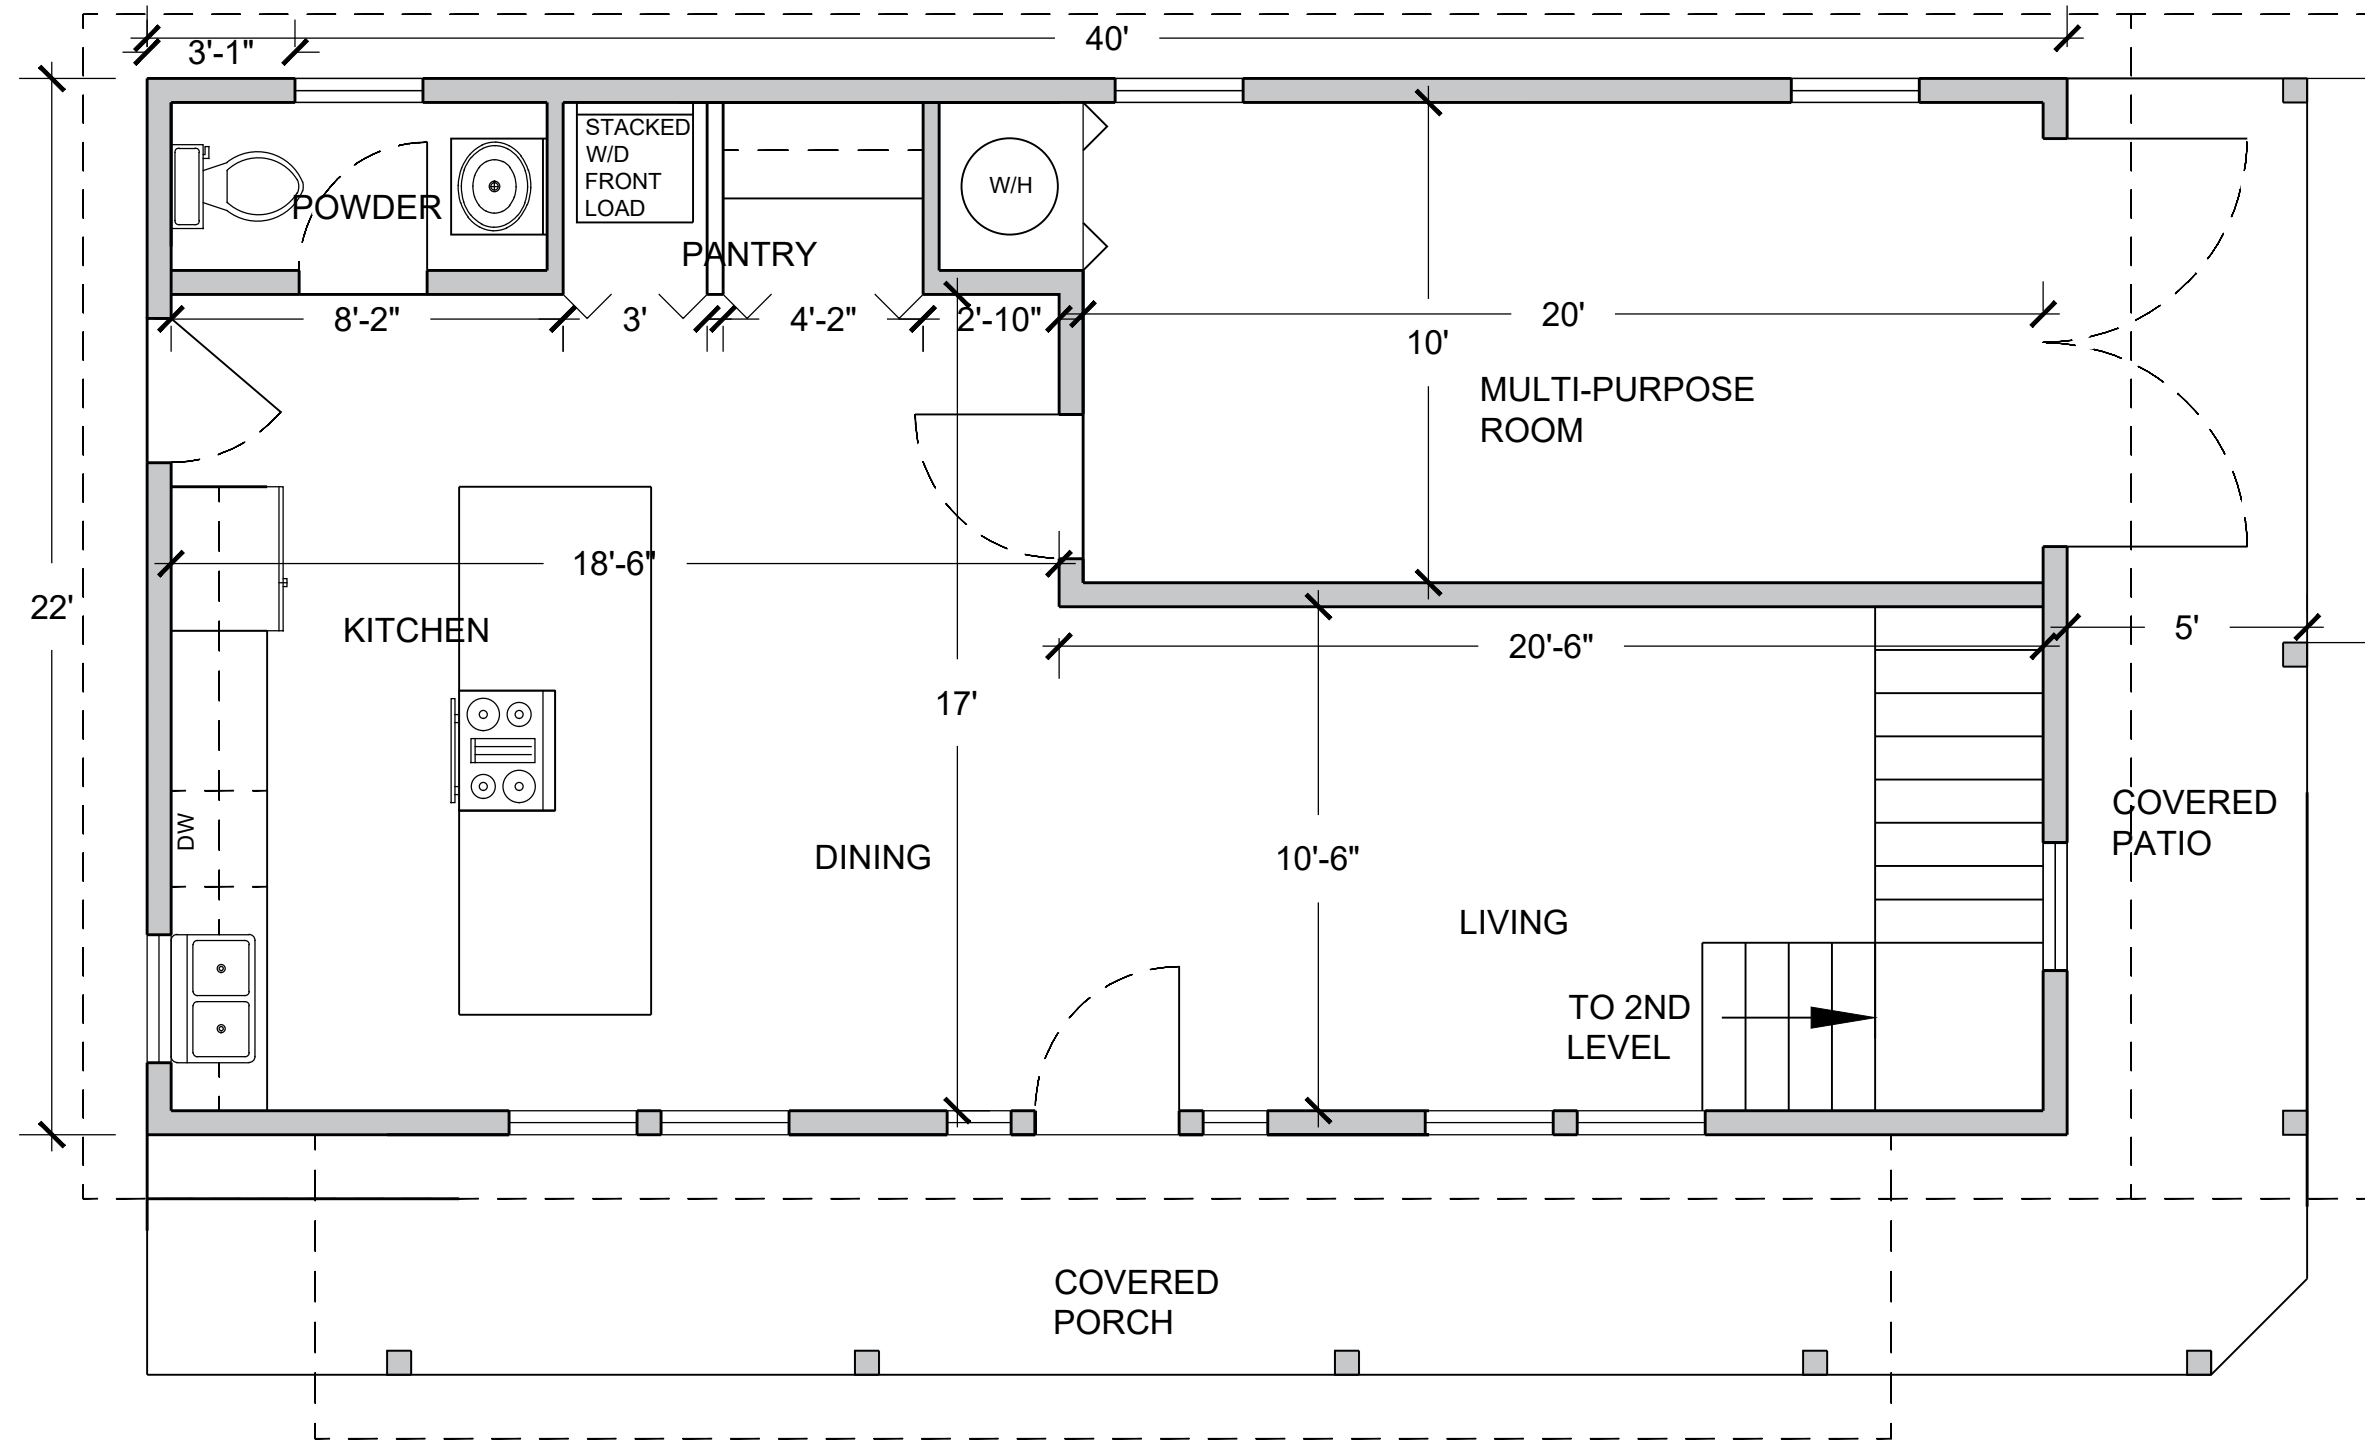 40'
3'-1"
STACKED
W/D
FRONT
LOAD
W/H
POWDER
PANTRY
8'-2"
3'
4'-2"
2'-10"
20'
10'
MULTI-PURPOSE
ROOM
18'-6"
22'
KITCHEN
20'-6"
5'
17'
COVERED
PATIO
DW
DINING
10'-6"
LIVING
TO 2ND
LEVEL
COVERED
PORCH